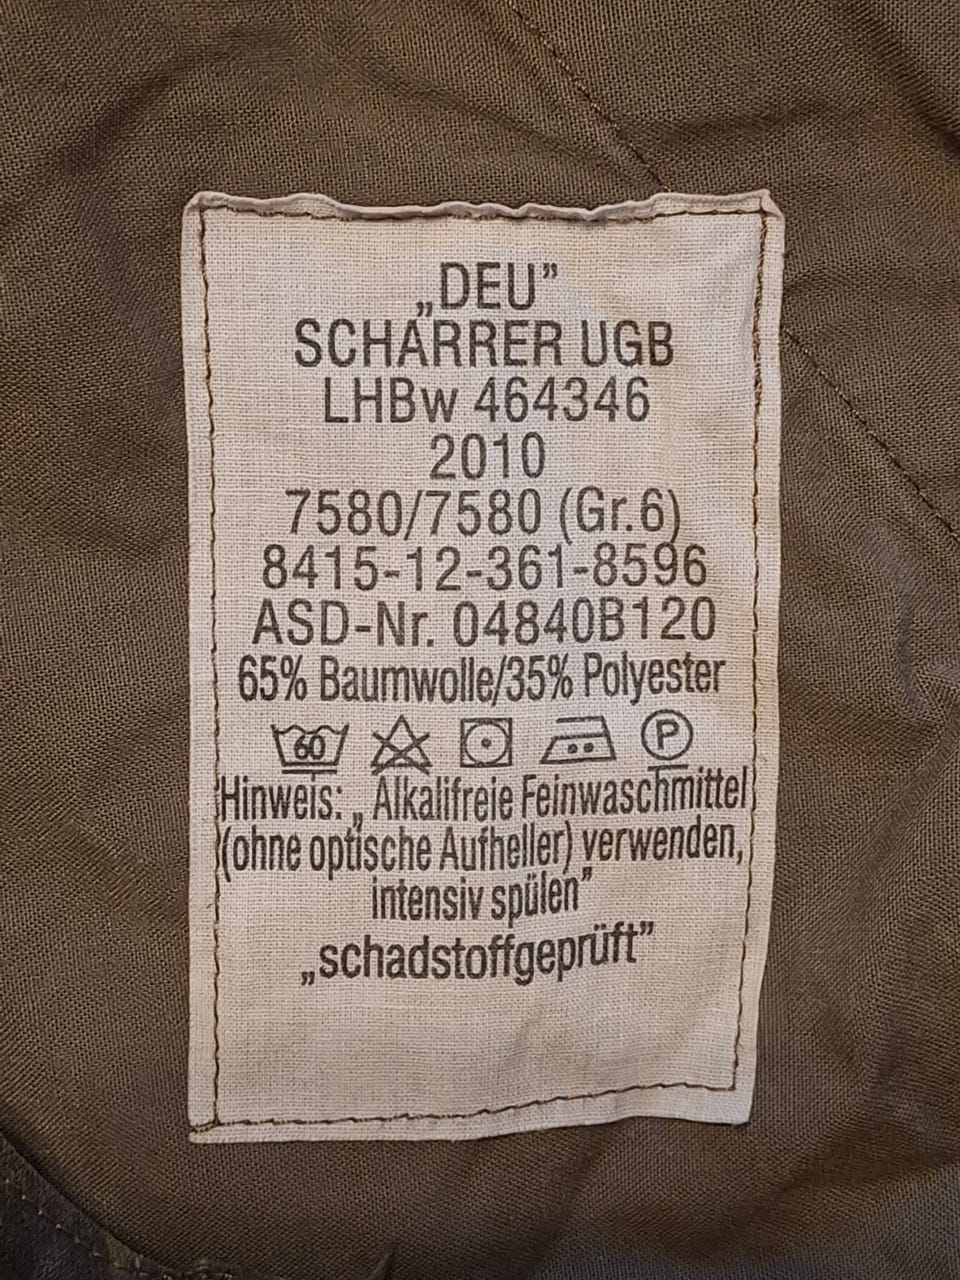 „DEU”
SCHARRER UGB
LHBw 464346
2010
7580/7580 (Gr.6)
8415-12-361-8596
ASD-Nr. 04840B120
65% Baumwolle/35% Polyester
60 P
Hinweis: „ Alkalifreie Feinwaschmittel
(ohne optische Aufheller) verwenden,
intensiv spülen”
„schadstoffgeprüft”